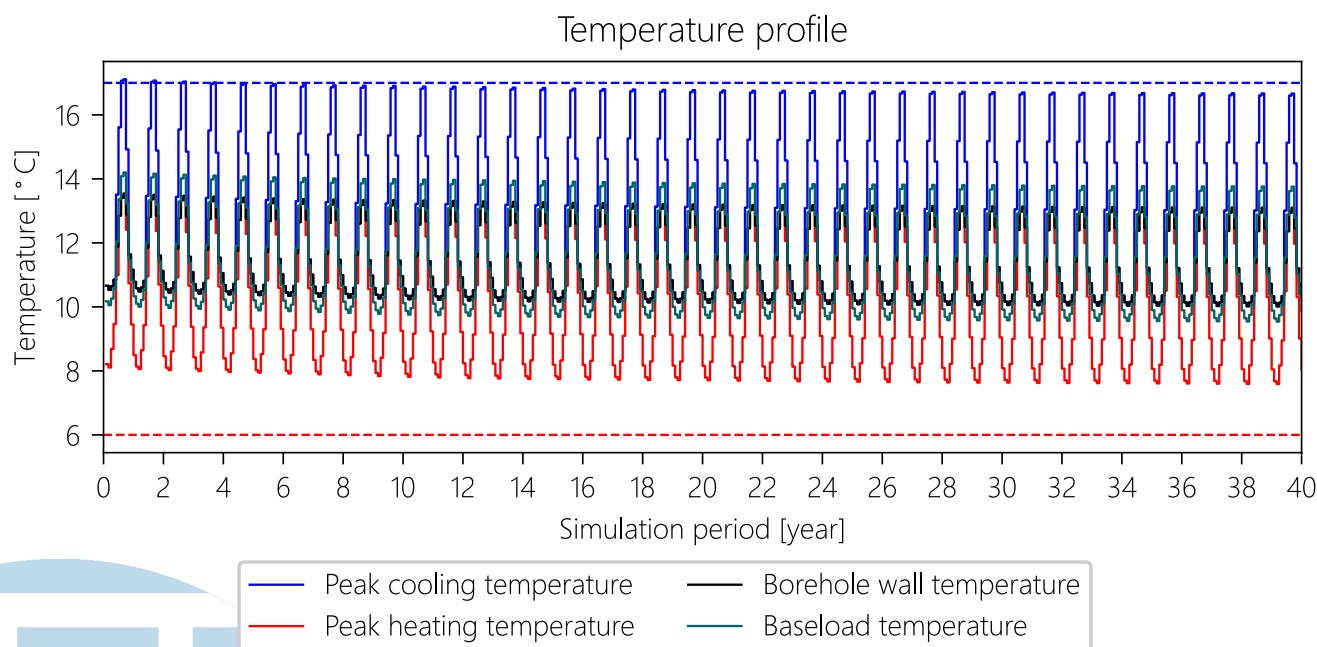 Temperature profile
16
14
12
10
8
6
Temperature [ ° C]
0 2 4 6 8 10 12 14 16 18 20 22 24 26 28 30 32 34 36 38 40
Simulation period [year]
Peak cooling temperature Borehole wall temperature
Peak heating temperature Baseload temperature